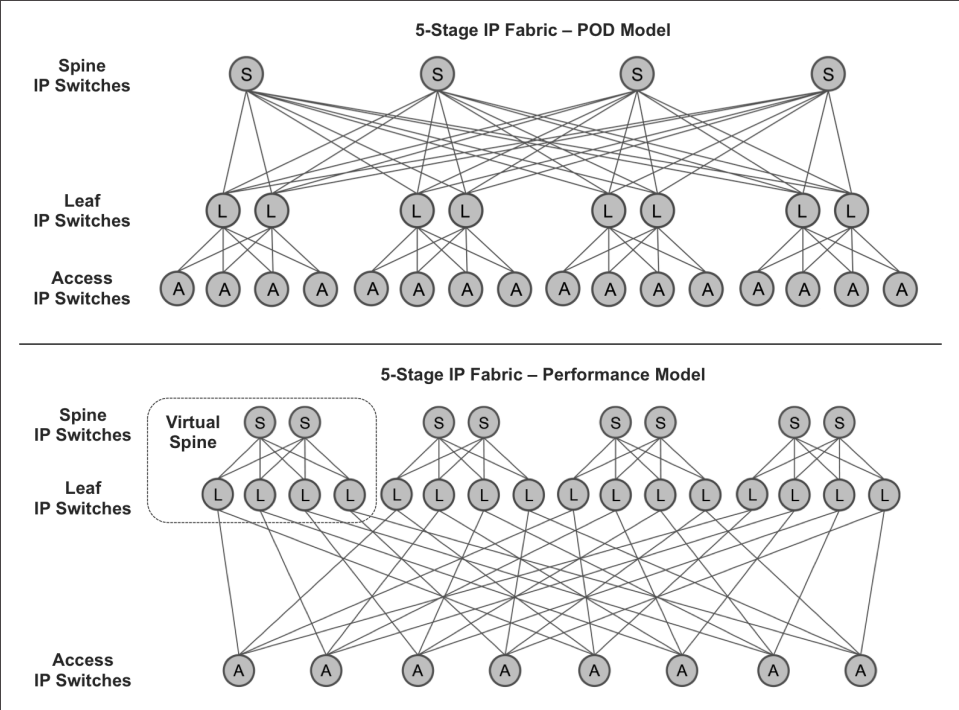 5-Stage IP Fabric – POD Model
Spine
IP Switches
S S S S
Leaf
IP Switches
L L L L L L L L
Access
IP Switches
A A A A A A A A A A A A A A A A
5-Stage IP Fabric – Performance Model
Spine
IP Switches
Virtual
Spine
S S S S S S S S
Leaf
IP Switches
L L L L L L L L L L L L L L L L
Access
IP Switches
A A A A A A A A